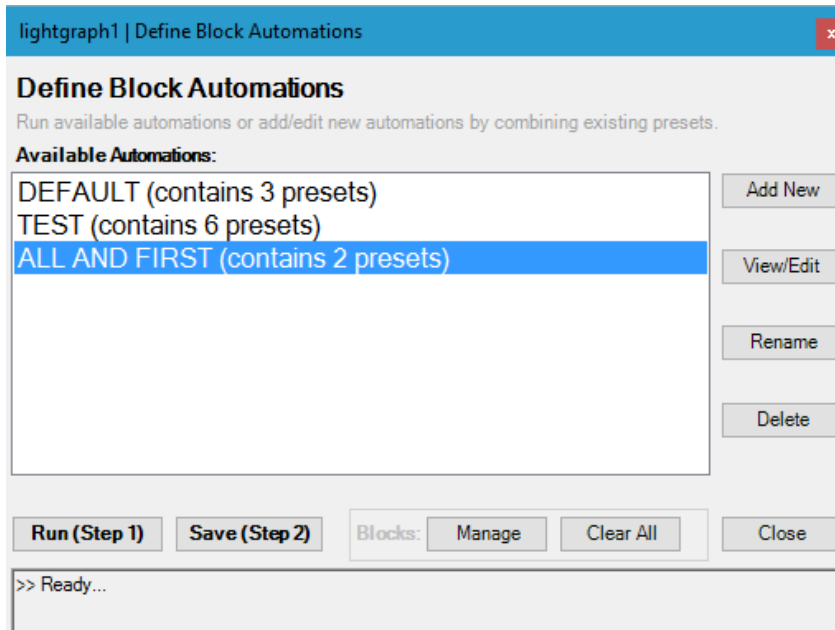 lightgraph1 | Define Block Automations
x
Define Block Automations
Run available automations or add/edit new automations by combining existing presets.
Available Automations:
DEFAULT (contains 3 presets)
TEST (contains 6 presets)
ALL AND FIRST (contains 2 presets)
Add New
View/Edit
Rename
Delete
Run (Step 1)
Save (Step 2)
Blocks:
Manage
Clear All
Close
>> Ready...